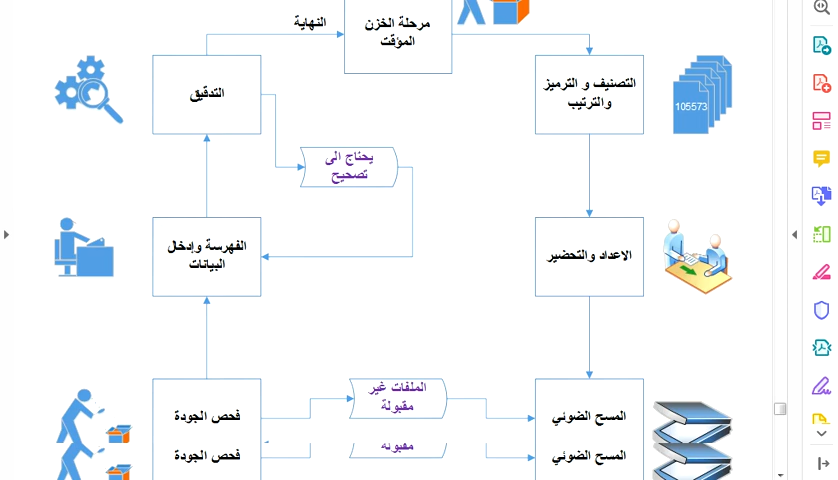 مرحلة الخزن
المؤقت
النهاية
التصنيف و الترميز
والترتيب
105573
التدقيق
يحتاج الى
تصحيح
الاعداد والتحضير
الفهرسة وإدخال
البيانات
المسح الضوئي
الملفات غير
مقبولة
فحص الجودة
المسح الضوئي
مقبولة
فحص الجودة